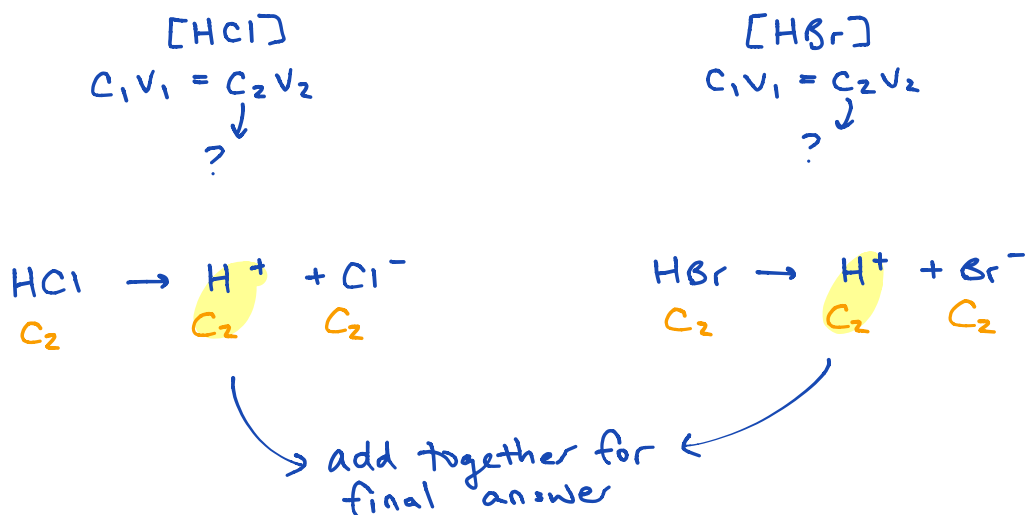 [HCl] [HBr]
C₁V₁ = C₂V₂ C₁V₁ = C₂V₂
? ?
HCl → H⁺ + Cl⁻ HBr → H⁺ + Br⁻
C₂ C₂ C₂ C₂ C₂ C₂
add together for
final answer